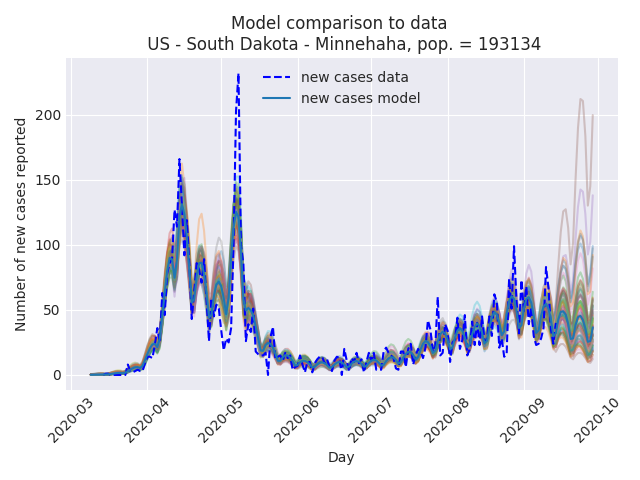 Model comparison to data
US - South Dakota - Minnehaha, pop. = 193134
new cases data
new cases model
Number of new cases reported
200
150
100
50
0
2020-03
2020-04
2020-05
2020-06
2020-07
2020-08
2020-09
2020-10
Day